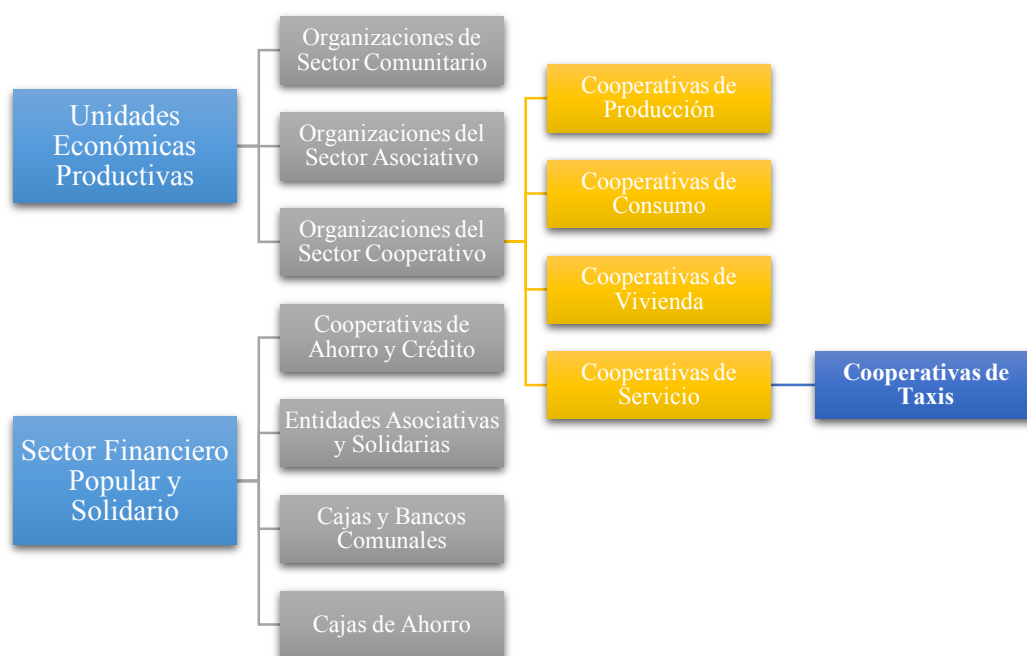 Unidades
Económicas
Productivas
Organizaciones de
Sector Comunitario
Organizaciones del
Sector Asociativo
Organizaciones del
Sector Cooperativo
Cooperativas de
Producción
Cooperativas de
Consumo
Cooperativas de
Vivienda
Cooperativas de
Servicio
Cooperativas de
Taxis
Sector Financiero
Popular y
Solidario
Cooperativas de
Ahorro y Crédito
Entidades Asociativas
y Solidarias
Cajas y Bancos
Comunales
Cajas de Ahorro